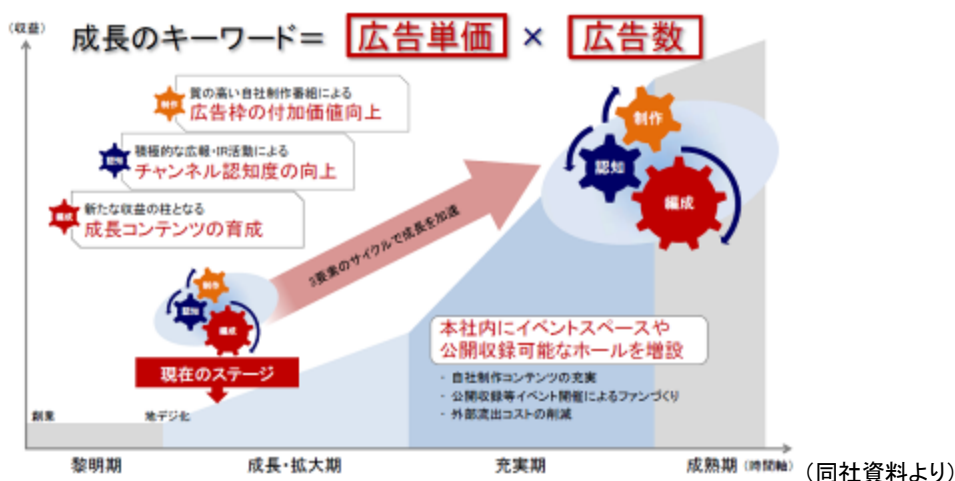 (収益)
成長のキーワード＝ 広告単価 × 広告数
制作
質の高い自社制作番組による
広告枠の付加価値向上
認知
積極的な広報・IR活動による
チャンネル認知度の向上
編成
新たな収益の柱となる
成長コンテンツの育成
3要素のサイクルで成長を加速
制作
認知
編成
制作
認知
編成
現在のステージ
本社内にイベントスペースや
公開収録可能なホールを増設
- 自社制作コンテンツの充実
- 公開収録等イベント開催によるファンづくり
- 外部流出コストの削減
創業
地デジ化
黎明期 成長・拡大期 充実期 成熟期 (時間軸)
(同社資料より)